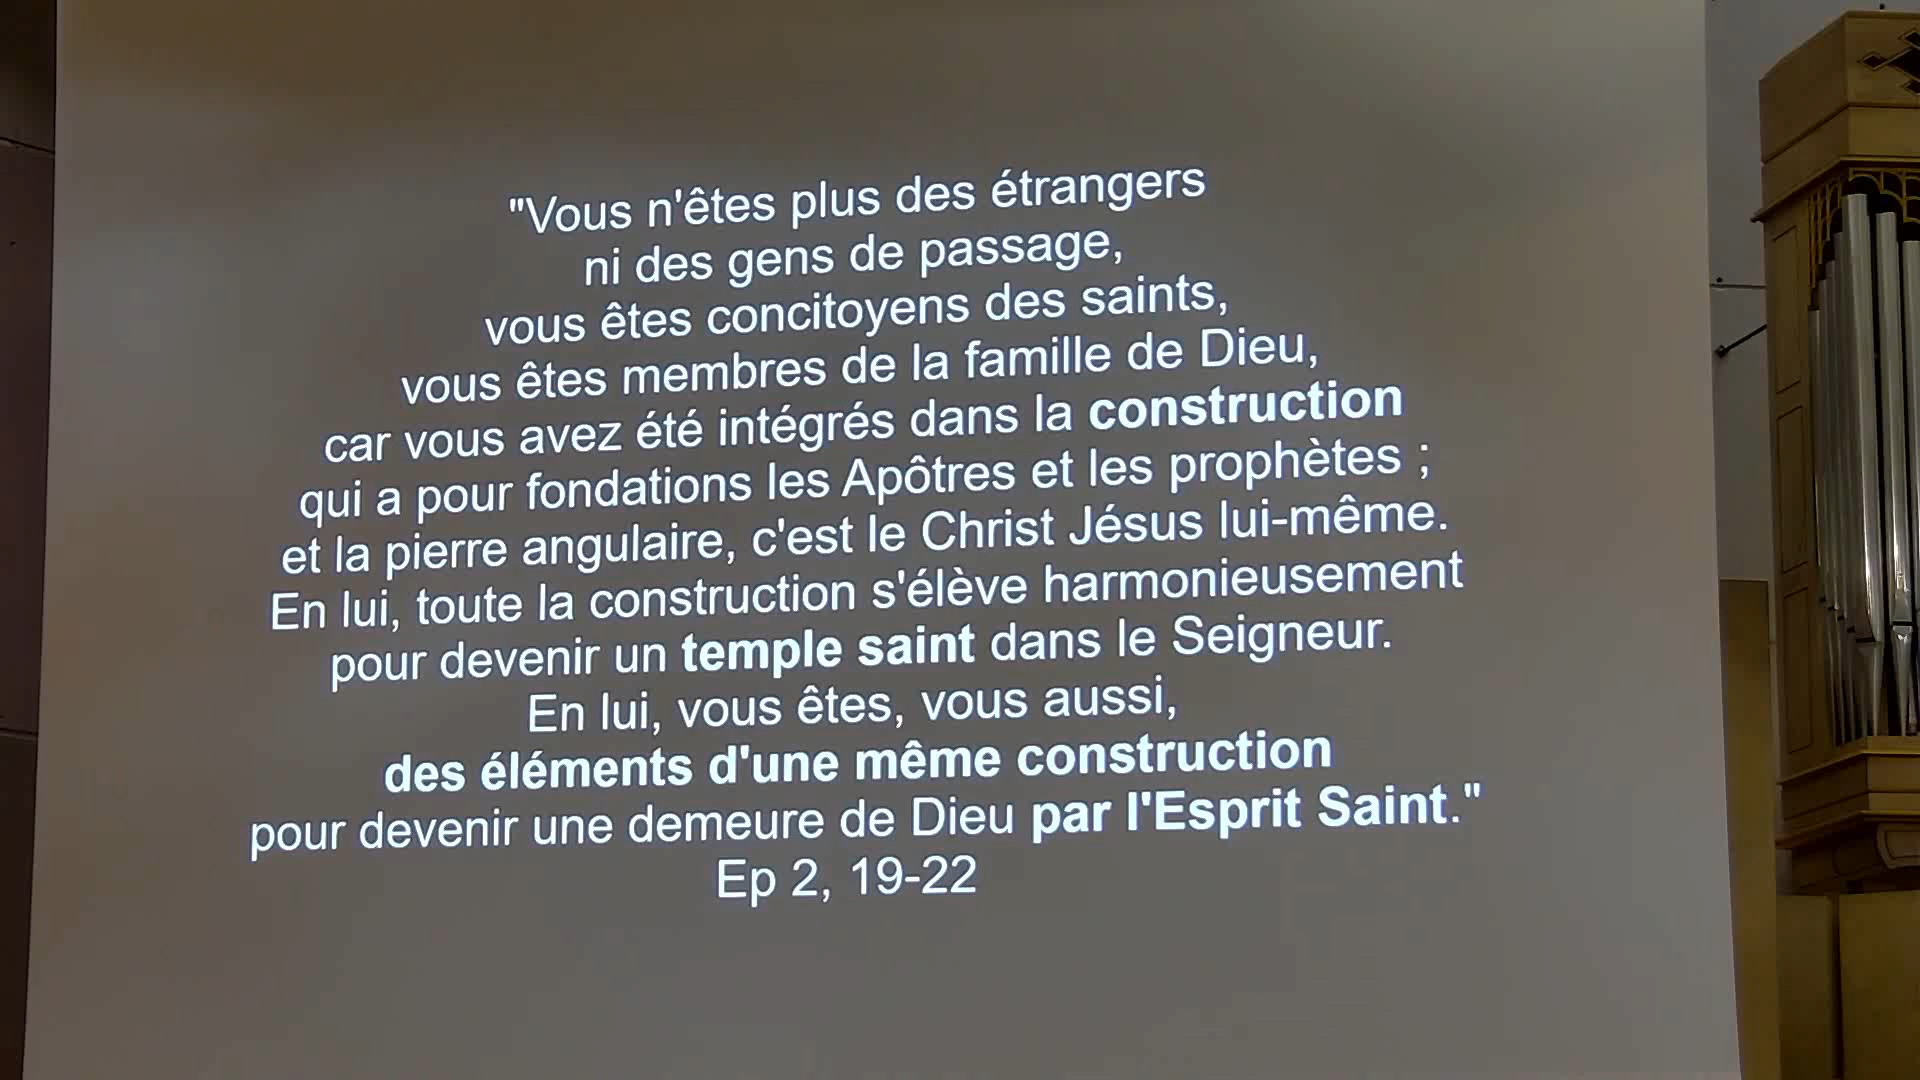 "Vous n'êtes plus des étrangers
ni des gens de passage,
vous êtes concitoyens des saints,
vous êtes membres de la famille de Dieu,
car vous avez été intégrés dans la construction
qui a pour fondations les Apôtres et les prophètes ;
et la pierre angulaire, c'est le Christ Jésus lui-même.
En lui, toute la construction s'élève harmonieusement
pour devenir un temple saint dans le Seigneur.
En lui, vous êtes, vous aussi,
des éléments d'une même construction
pour devenir une demeure de Dieu par l'Esprit Saint."
Ep 2, 19-22